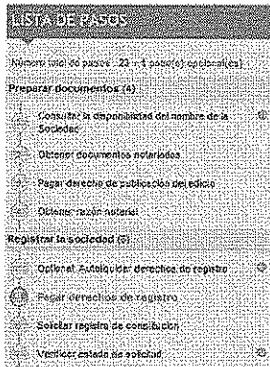 LISTA DE PASOS
Número total de pasos: 23 + 1 paso(s) opcional(es)
Preparar documentos (4)
Consultar la disponibilidad del nombre de la
Sociedad
Obtener documentos notariados
Pagar derecho de publicación del edicto
Obtener razón notarial
Registrar la sociedad (6)
Optional: Autoliquidar derechos de registro
Pagar derechos de registro
Solicitar registro de constitución
Verificar estado de solicitud